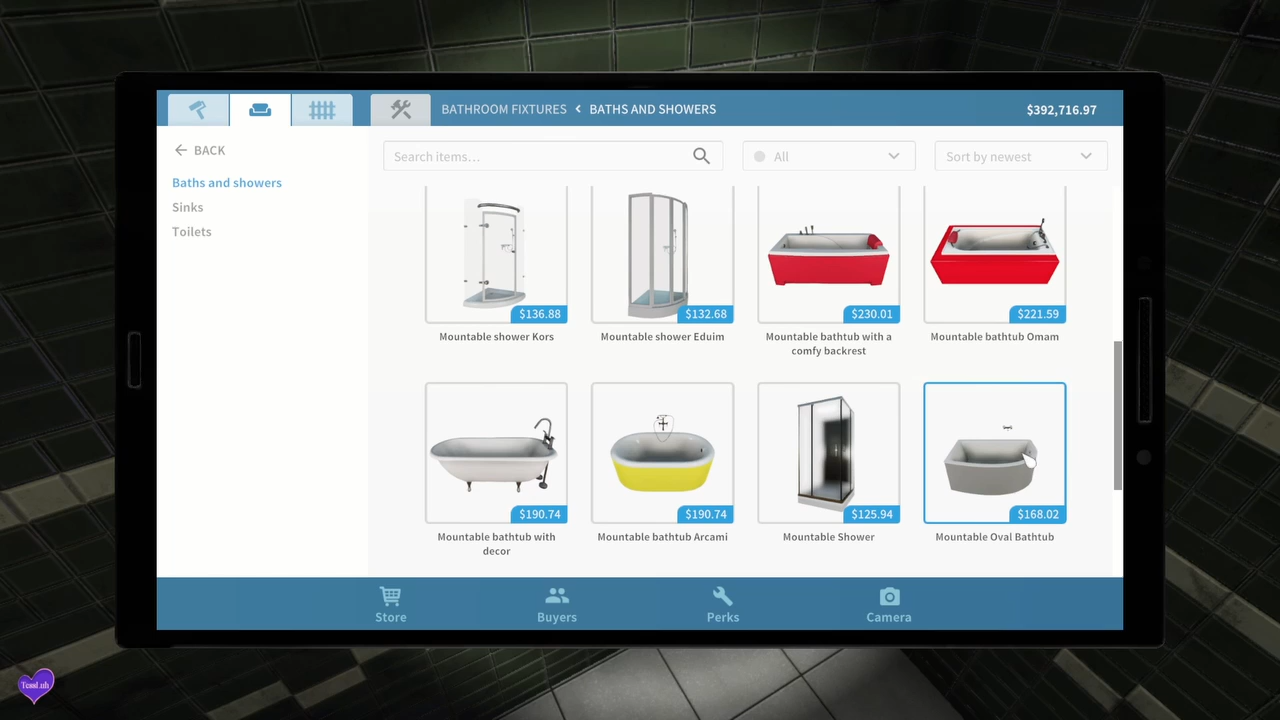 BATHROOM FIXTURES
BATHS AND SHOWERS
$392,716.97
BACK
Search items...
All
Sort by newest
Baths and showers
Sinks
Toilets
$136.88
$132.68
$230.01
$221.59
Mountable shower Kors
Mountable shower Eduim
Mountable bathtub with a
comfy backrest
Mountable bathtub Omam
$190.74
$190.74
$125.94
$168.02
Mountable bathtub with
decor
Mountable bathtub Arcami
Mountable Shower
Mountable Oval Bathtub
Store
Buyers
Perks
Camera